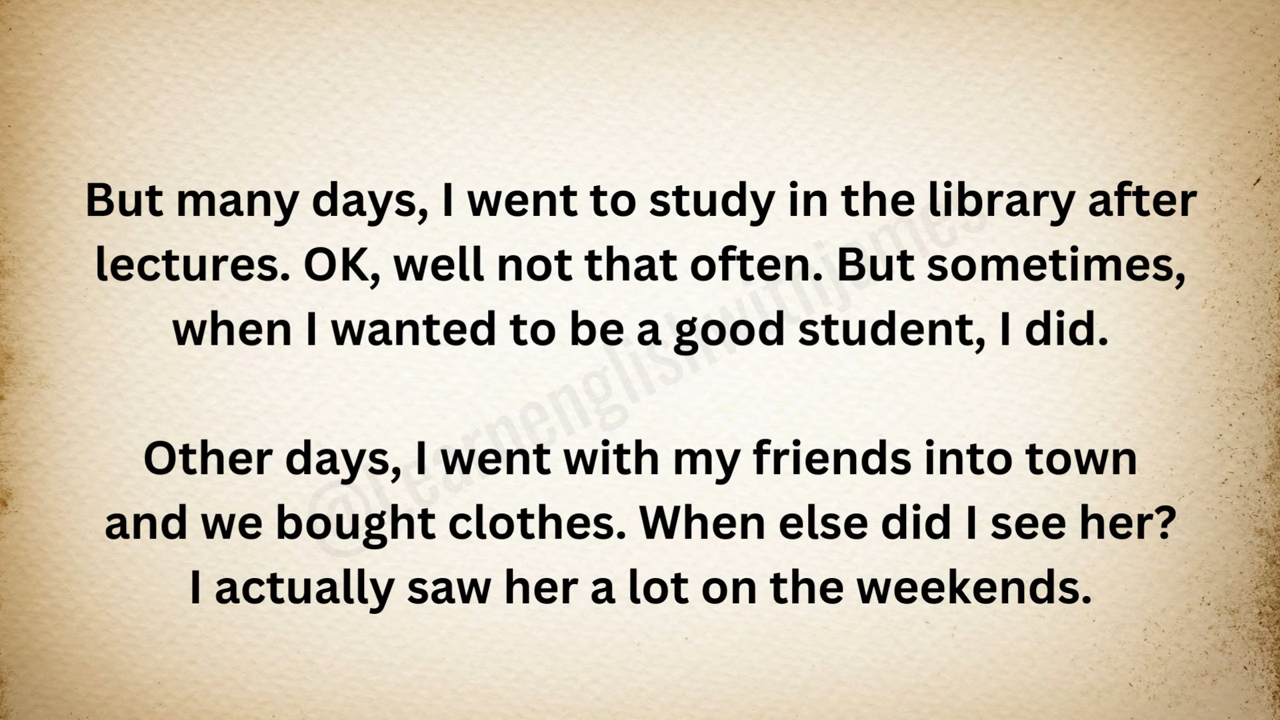 But many days, I went to study in the library after
lectures. OK, well not that often. But sometimes,
when I wanted to be a good student, I did.
Other days, I went with my friends into town
and we bought clothes. When else did I see her?
I actually saw her a lot on the weekends.
@learnenglishwithjames